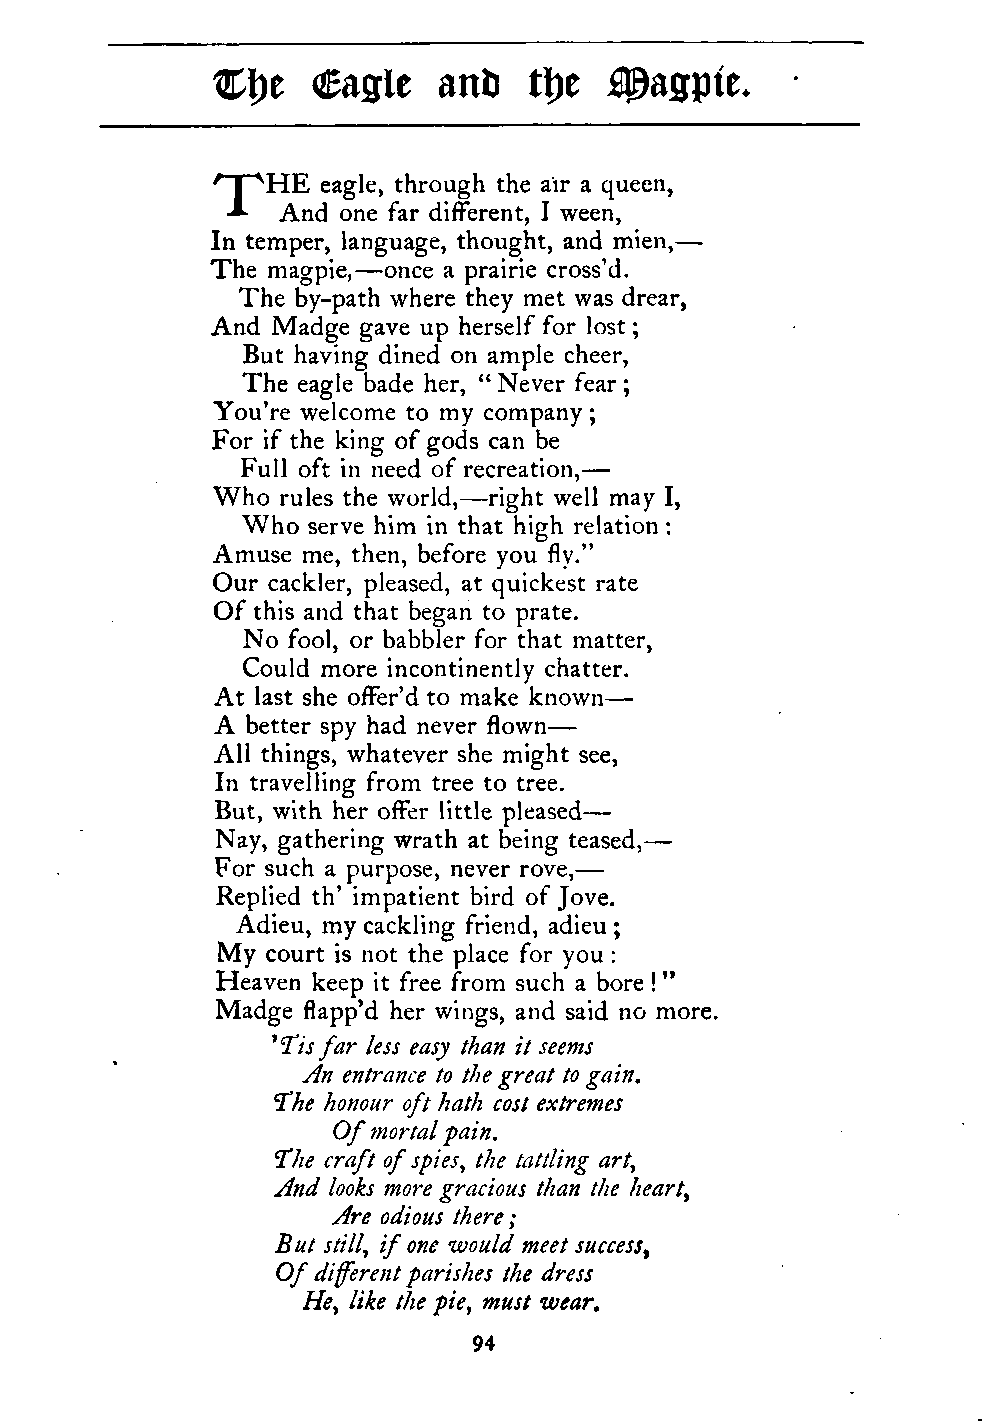 The Eagle and the Magpie.
THE eagle, through the air a queen,
And one far different, I ween,
In temper, language, thought, and mien,—
The magpie,—once a prairie cross'd.
The by-path where they met was drear,
And Madge gave up herself for lost;
But having dined on ample cheer,
The eagle bade her, "Never fear;
You're welcome to my company;
For if the king of gods can be
Full oft in need of recreation,—
Who rules the world,—right well may I,
Who serve him in that high relation:
Amuse me, then, before you fly."
Our cackler, pleased, at quickest rate
Of this and that began to prate.
No fool, or babbler for that matter,
Could more incontinently chatter.
At last she offer'd to make known—
A better spy had never flown—
All things, whatever she might see,
In travelling from tree to tree.
But, with her offer little pleased—
Nay, gathering wrath at being teased,—
For such a purpose, never rove,—
Replied th' impatient bird of Jove.
Adieu, my cackling friend, adieu;
My court is not the place for you:
Heaven keep it free from such a bore!"
Madge flapp'd her wings, and said no more.
'Tis far less easy than it seems
An entrance to the great to gain.
The honour oft hath cost extremes
Of mortal pain.
The craft of spies, the tattling art,
And looks more gracious than the heart,
Are odious there;
But still, if one would meet success,
Of different parishes the dress
He, like the pie, must wear.
94